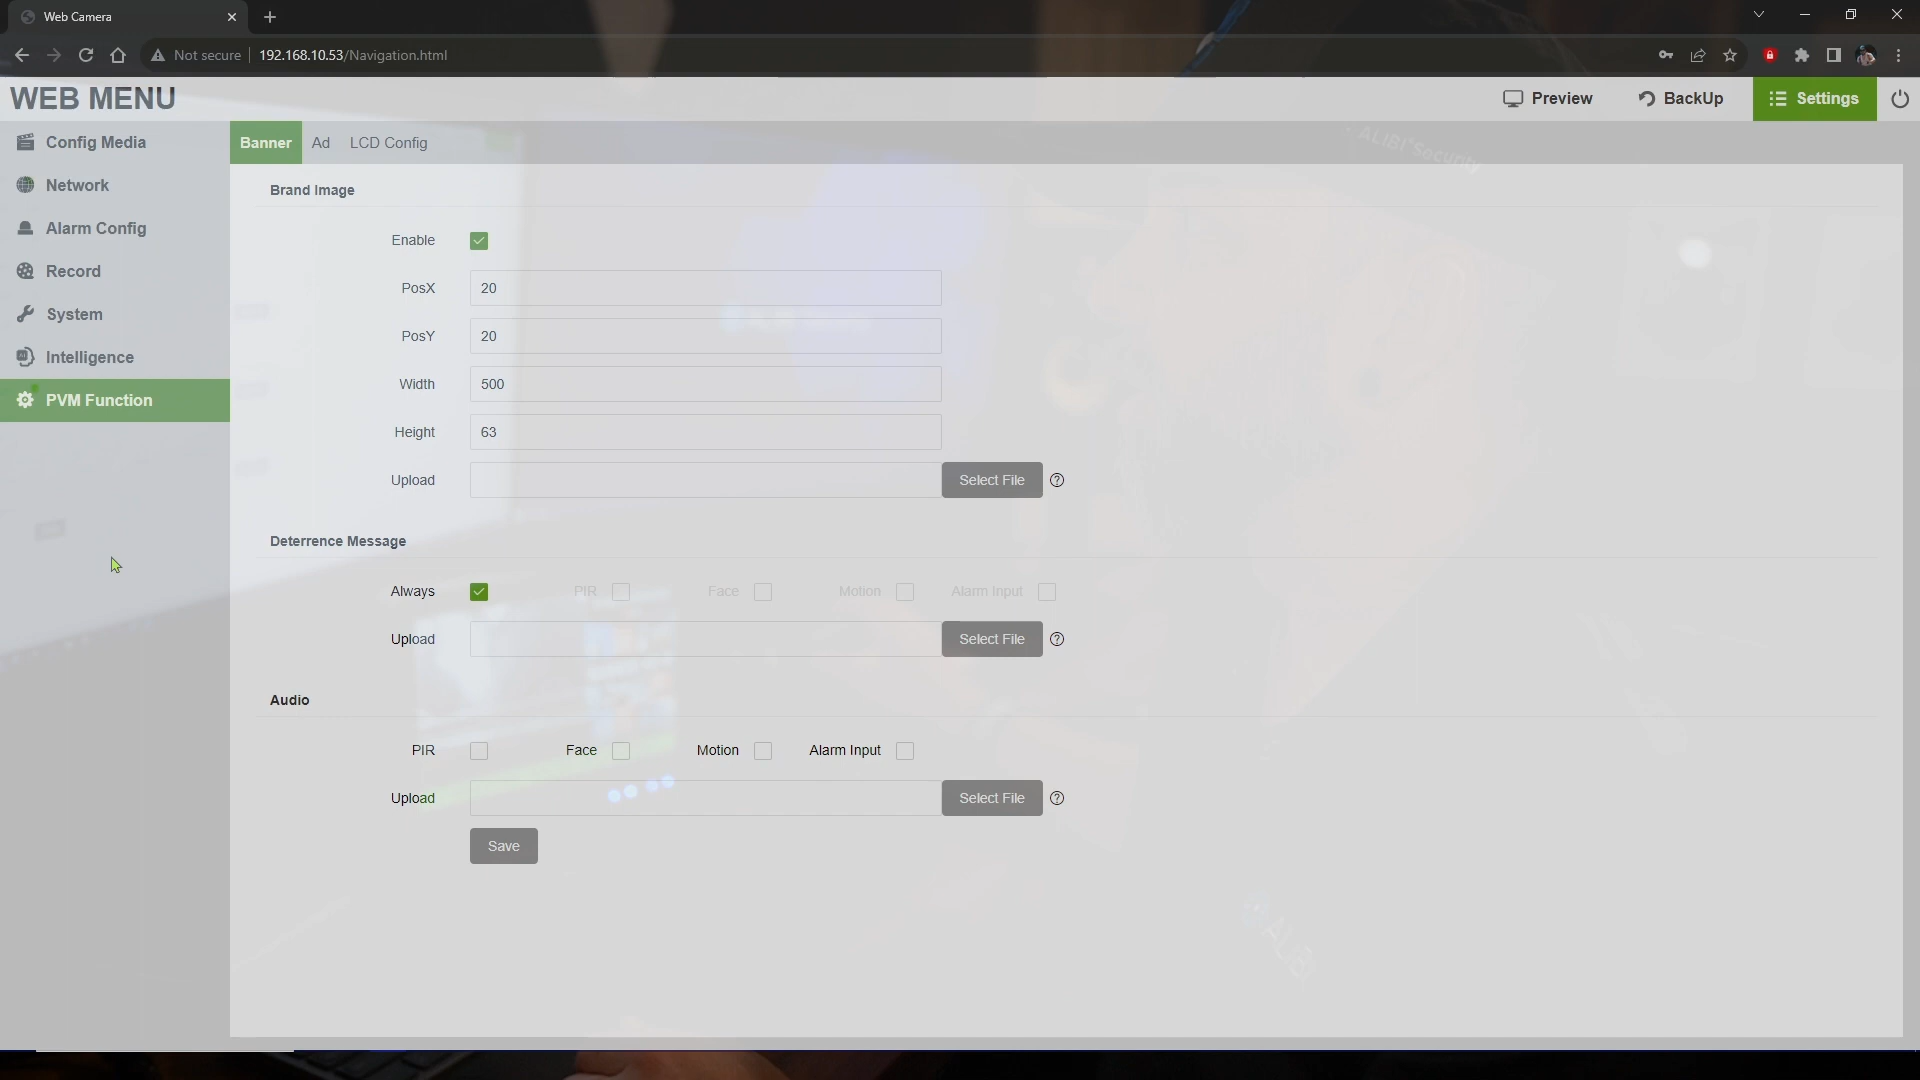 Web Camera
Not secure 192.168.10.53/Navigation.html
WEB MENU
Preview
BackUp
Settings
Config Media
Network
Alarm Config
Record
System
Intelligence
PVM Function
Banner Ad LCD Config
ALIBI Security
Brand Image
Enable
PosX 20
PosY 20
Width 500
Height 63
Upload Select File ?
Deterrence Message
Always PIR Face Motion Alarm Input
Upload Select File ?
Audio
PIR Face Motion Alarm Input
Upload Select File ?
Save
ALIBI